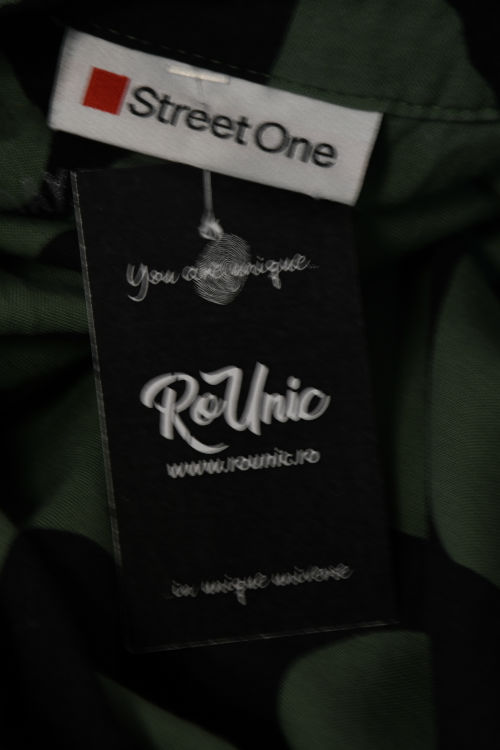 Street One
You are unique...
RoUnic
www.rounic.ro
...in unique universe